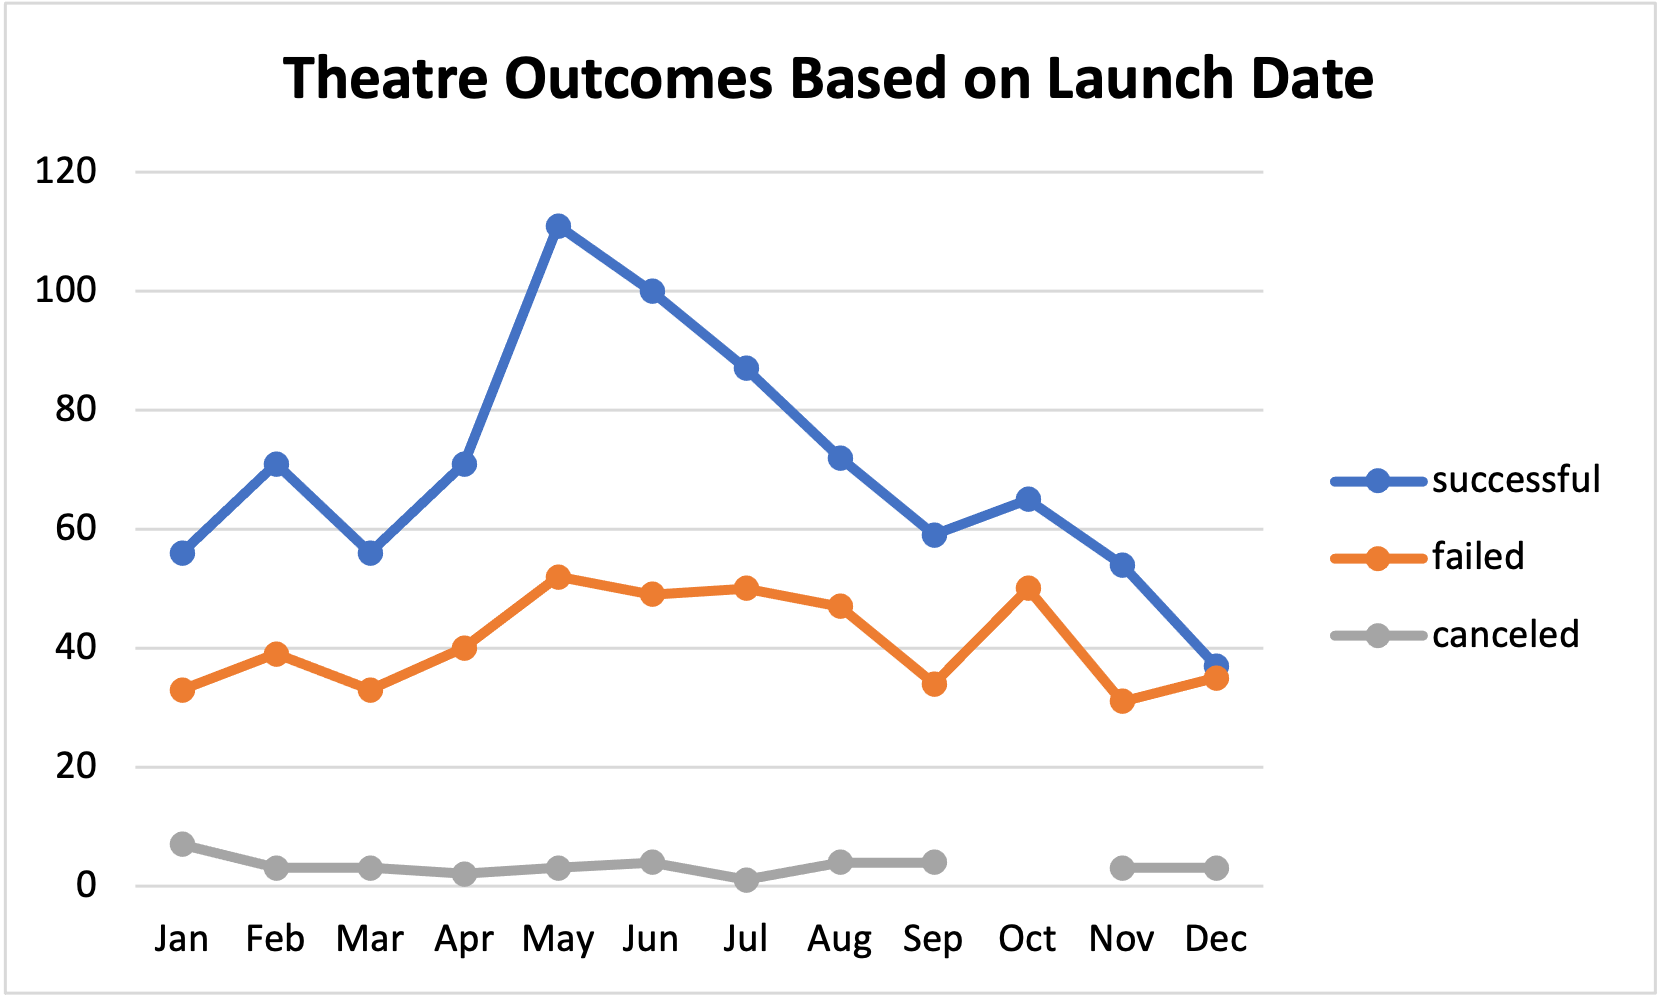 Theatre Outcomes Based on Launch Date
120
100
80
60
40
20
0
Jan Feb Mar Apr May Jun Jul Aug Sep Oct Nov Dec
successful
failed
canceled